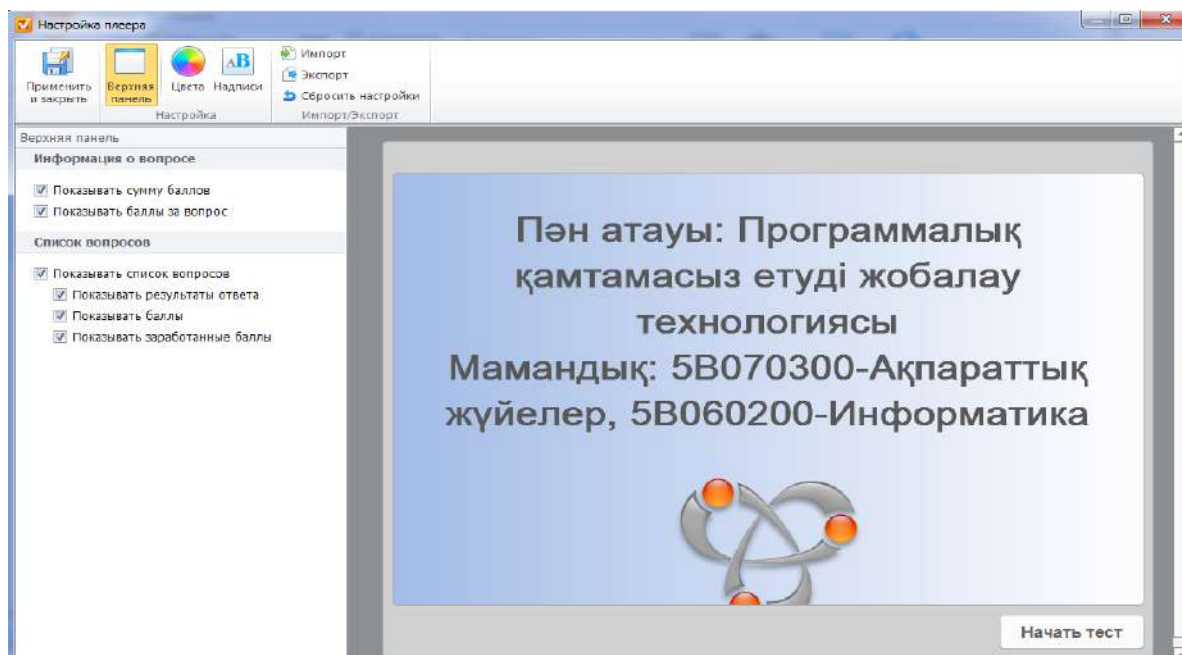 Настройка плеера
Применить
и закрыть
Верхняя
панель
Цвета
Надписи
Импорт
Экспорт
Сбросить настройки
Настройка
Импорт/Экспорт
Верхняя панель
Информация о вопросе
Показывать сумму баллов
Показывать баллы за вопрос
Список вопросов
Показывать список вопросов
Показывать результаты ответа
Показывать баллы
Показывать заработанные баллы
Пән атауы: Программалық
қамтамасыз етуді жобалау
технологиясы
Мамандық: 5В070300-Ақпараттық
жүйелер, 5В060200-Информатика
Начать тест